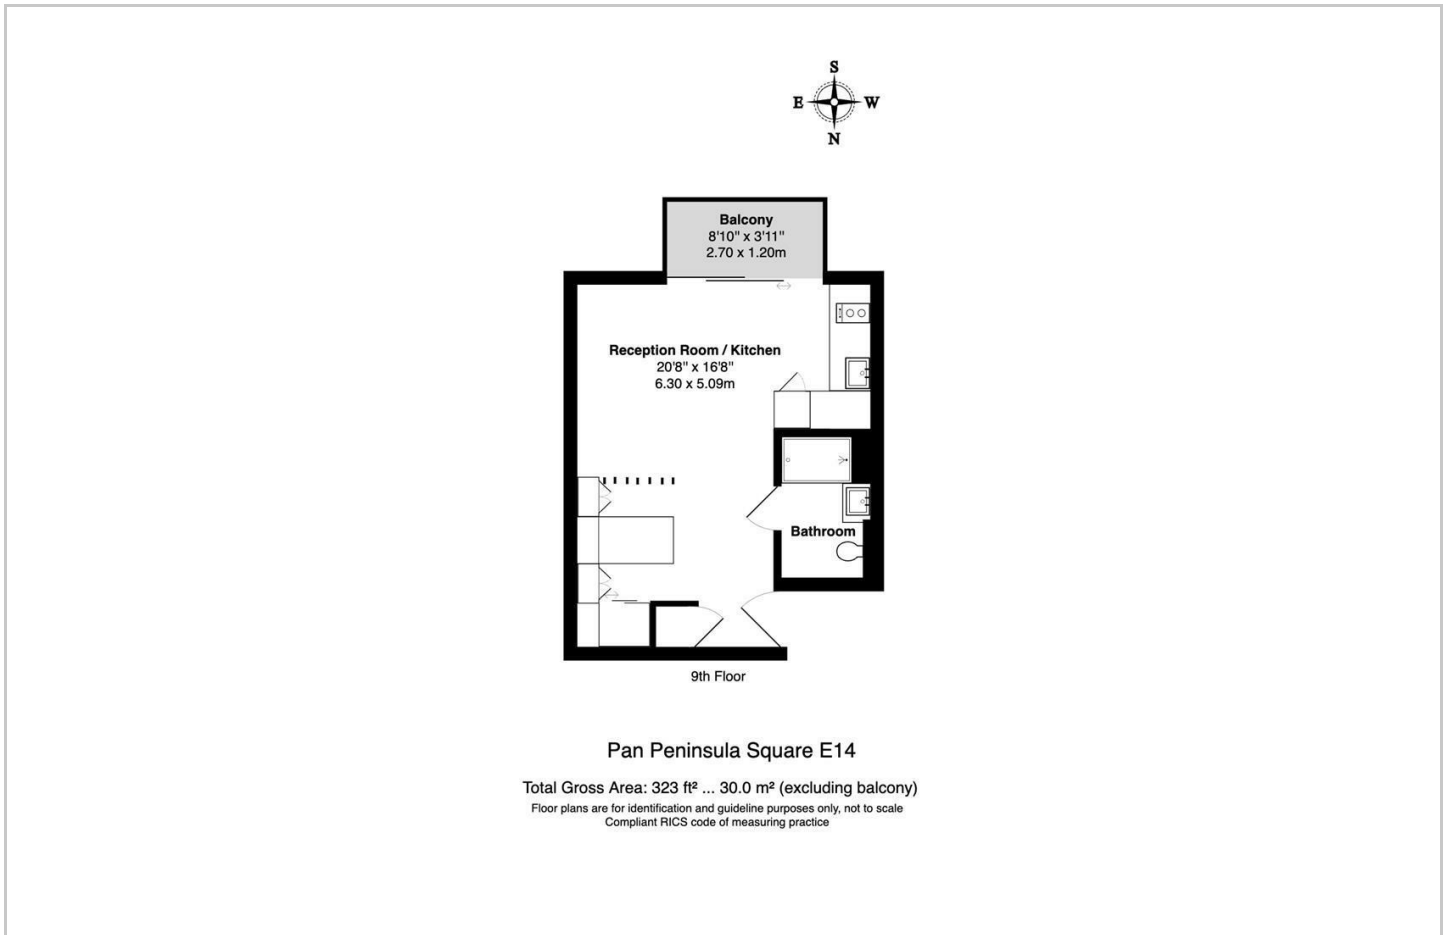 S
E W
N
Balcony
8'10" x 3'11"
2.70 x 1.20m
Reception Room / Kitchen
20'8" x 16'8"
6.30 x 5.09m
Bathroom
9th Floor
Pan Peninsula Square E14
Total Gross Area: 323 ft² ... 30.0 m² (excluding balcony)
Floor plans are for identification and guideline purposes only, not to scale
Compliant RICS code of measuring practice